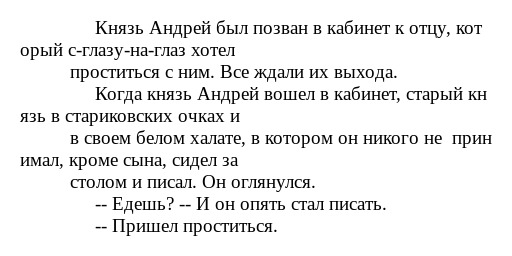 Князь Андрей был позван в кабинет к отцу, кот
орый с-глазу-на-глаз хотел
проститься с ним. Все ждали их выхода.
Когда князь Андрей вошел в кабинет, старый кн
язь в стариковских очках и
в своем белом халате, в котором он никого не  прин
имал, кроме сына, сидел за
столом и писал. Он оглянулся.
-- Едешь? -- И он опять стал писать.
-- Пришел проститься.